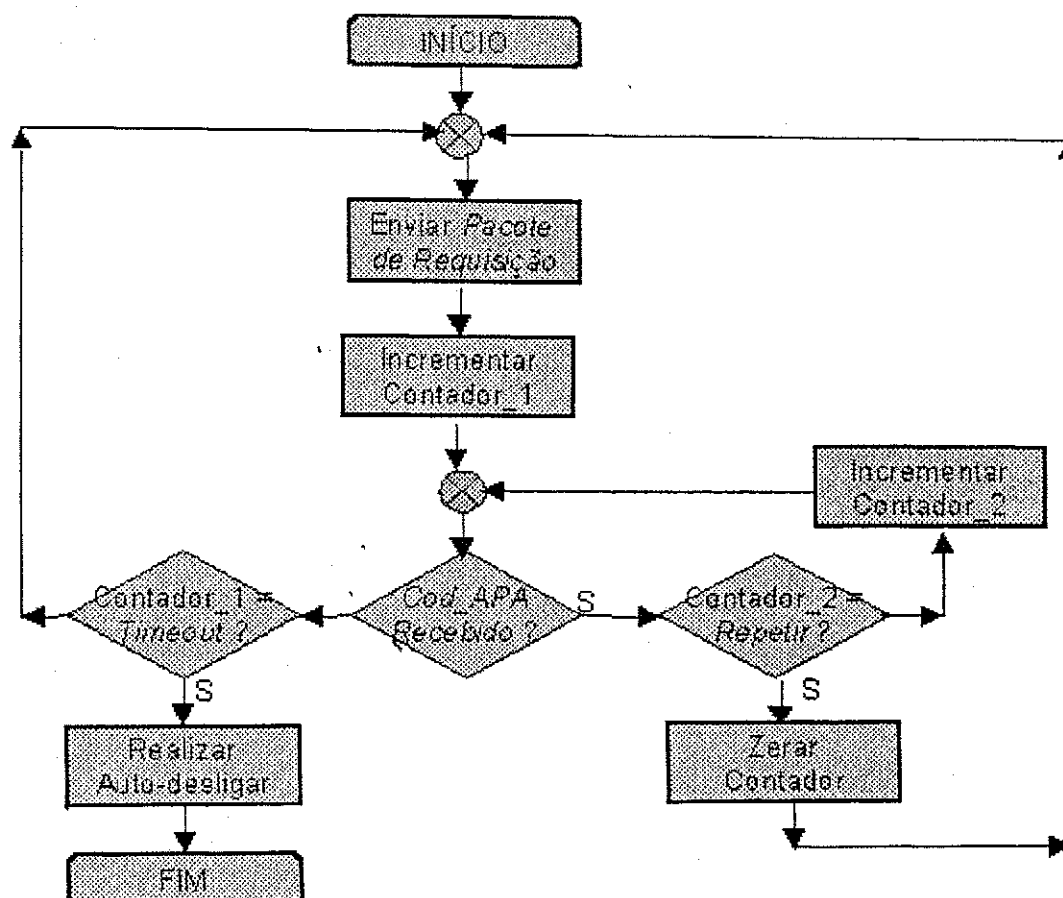 INÍCIO
Enviar Pacote
de Requisição
Incrementar
Contador_1
Incrementar
Contador_2
Contador_1 =
Timeout ?
Cod_APA
Recebido ?
S
Contador_2 =
Repetir ?
S
S
Realizar
Auto-desligar
Zerar
Contador
FIM